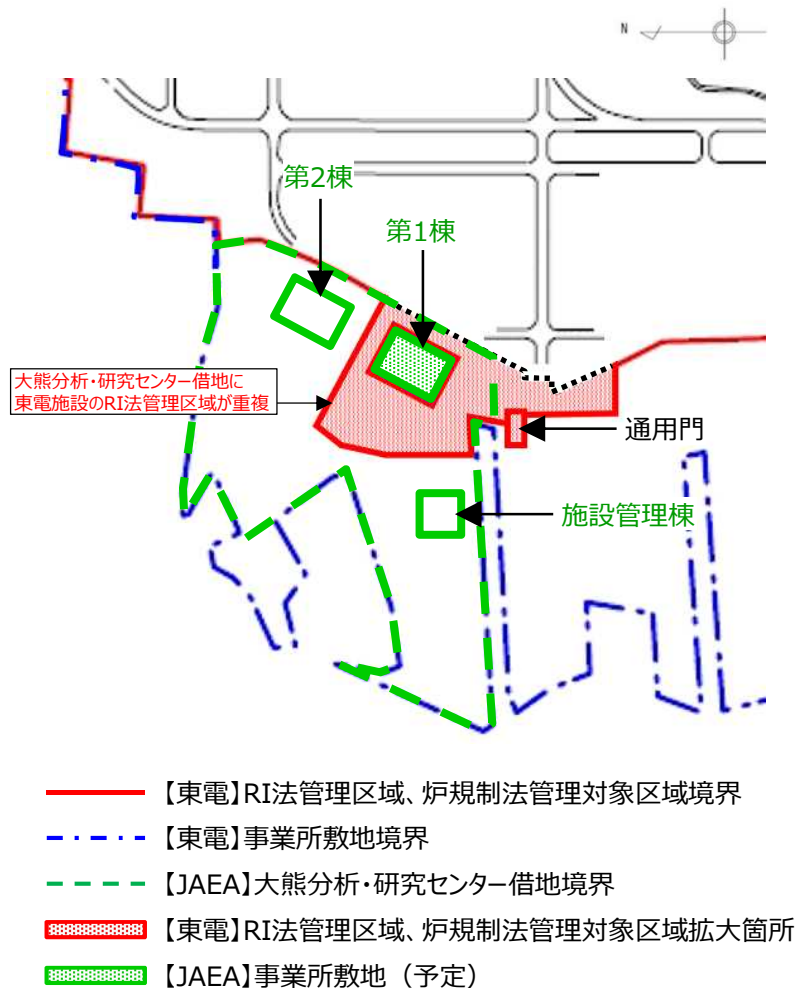 N
第2棟
第1棟
大熊分析・研究センター借地に
東電施設のRI法管理区域が重複
通用門
施設管理棟
【東電】RI法管理区域、炉規制法管理対象区域境界
【東電】事業所敷地境界
【JAEA】大熊分析・研究センター借地境界
【東電】RI法管理区域、炉規制法管理対象区域拡大箇所
【JAEA】事業所敷地（予定）